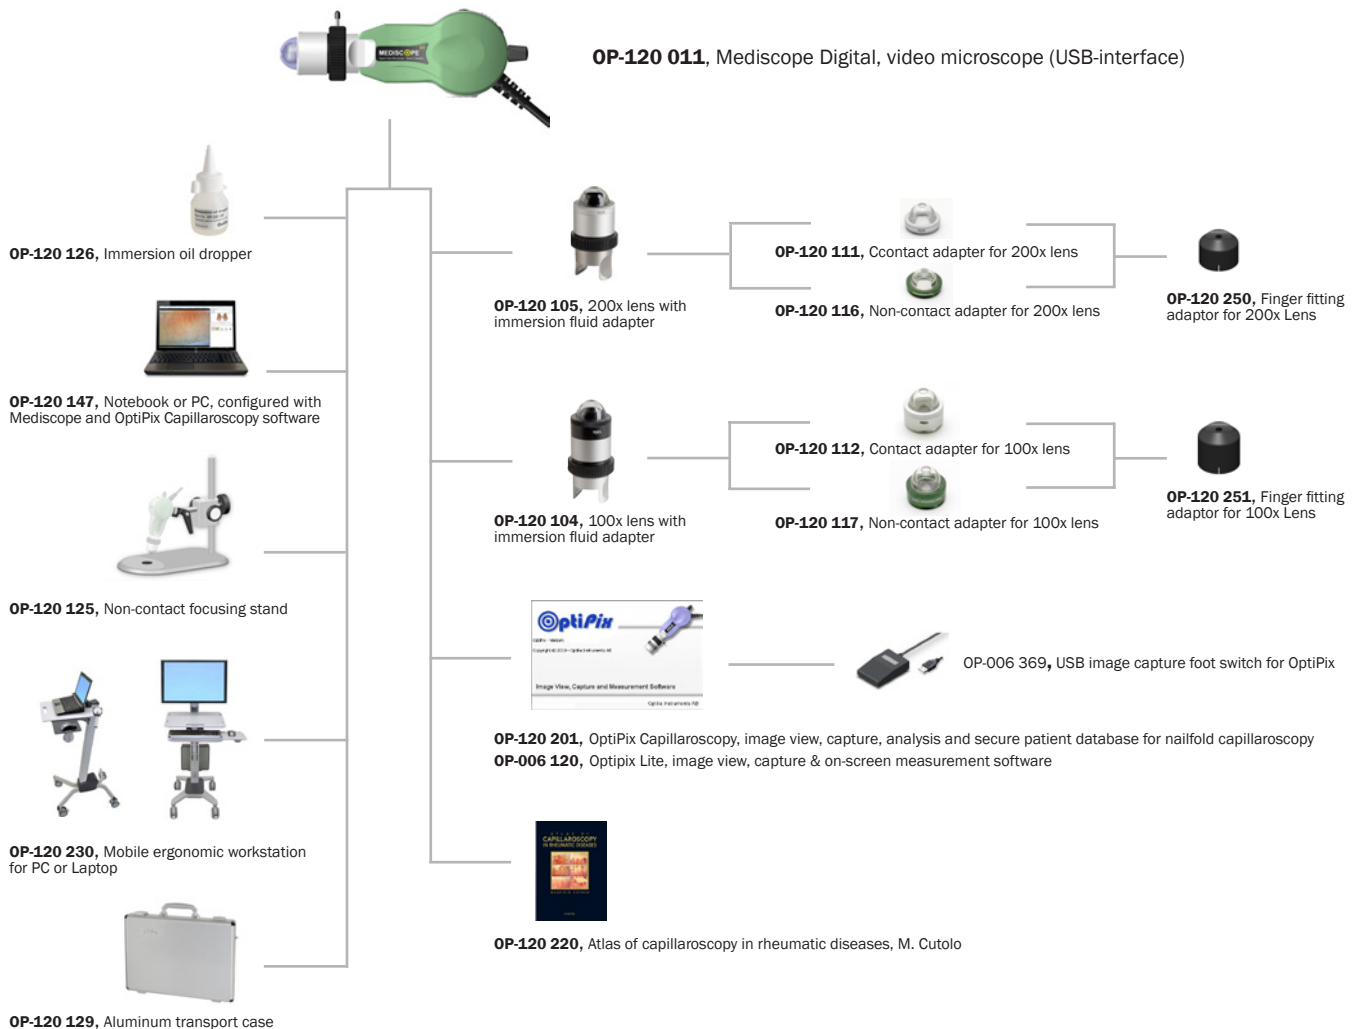 MEDISCOPE
OP-120 011, Mediscope Digital, video microscope (USB-interface)
OP-120 126, Immersion oil dropper
OP-120 147, Notebook or PC, configured with
Mediscope and OptiPix Capillaroscopy software
OP-120 125, Non-contact focusing stand
OP-120 230, Mobile ergonomic workstation
for PC or Laptop
OP-120 129, Aluminum transport case
OP-120 105, 200x lens with
immersion fluid adapter
OP-120 111, Ccontact adapter for 200x lens
OP-120 116, Non-contact adapter for 200x lens
OP-120 250, Finger fitting
adaptor for 200x Lens
OP-120 104, 100x lens with
immersion fluid adapter
OP-120 112, Contact adapter for 100x lens
OP-120 117, Non-contact adapter for 100x lens
OP-120 251, Finger fitting
adaptor for 100x Lens
OptiPix
Image View, Capture and Measurement Software
Optilia Instruments AB
OP-006 369, USB image capture foot switch for OptiPix
OP-120 201, OptiPix Capillaroscopy, image view, capture, analysis and secure patient database for nailfold capillaroscopy
OP-006 120, Optipix Lite, image view, capture & on-screen measurement software
ATLAS OF
CAPILLAROSCOPY
IN RHEUMATIC DISEASES
OP-120 220, Atlas of capillaroscopy in rheumatic diseases, M. Cutolo